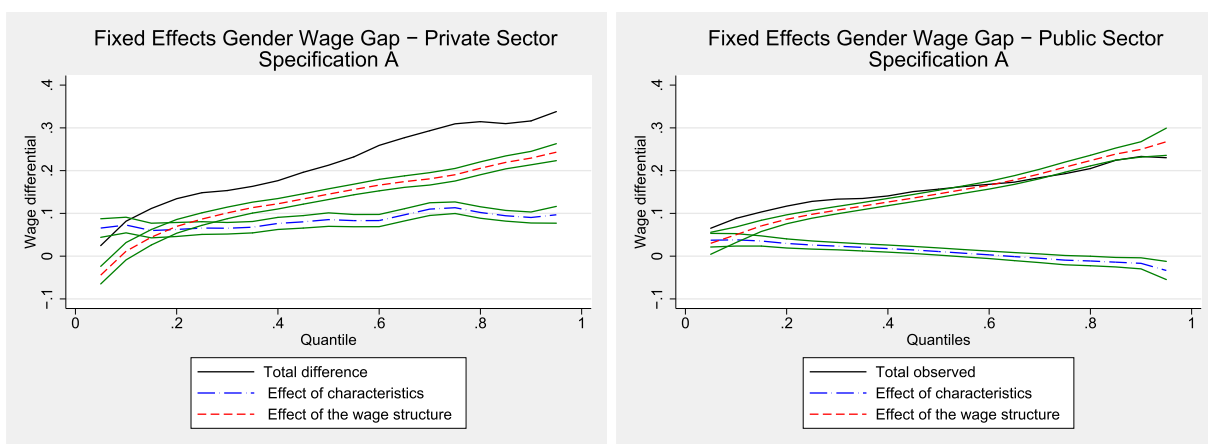 Fixed Effects Gender Wage Gap − Private Sector
Specification A
Wage differential
.4
.3
.2
.1
0
−.1
0 .2 .4 .6 .8 1
Quantile
Total difference
Effect of characteristics
Effect of the wage structure
Fixed Effects Gender Wage Gap − Public Sector
Specification A
Wage differential
.4
.3
.2
.1
0
−.1
0 .2 .4 .6 .8 1
Quantiles
Total observed
Effect of characteristics
Effect of the wage structure